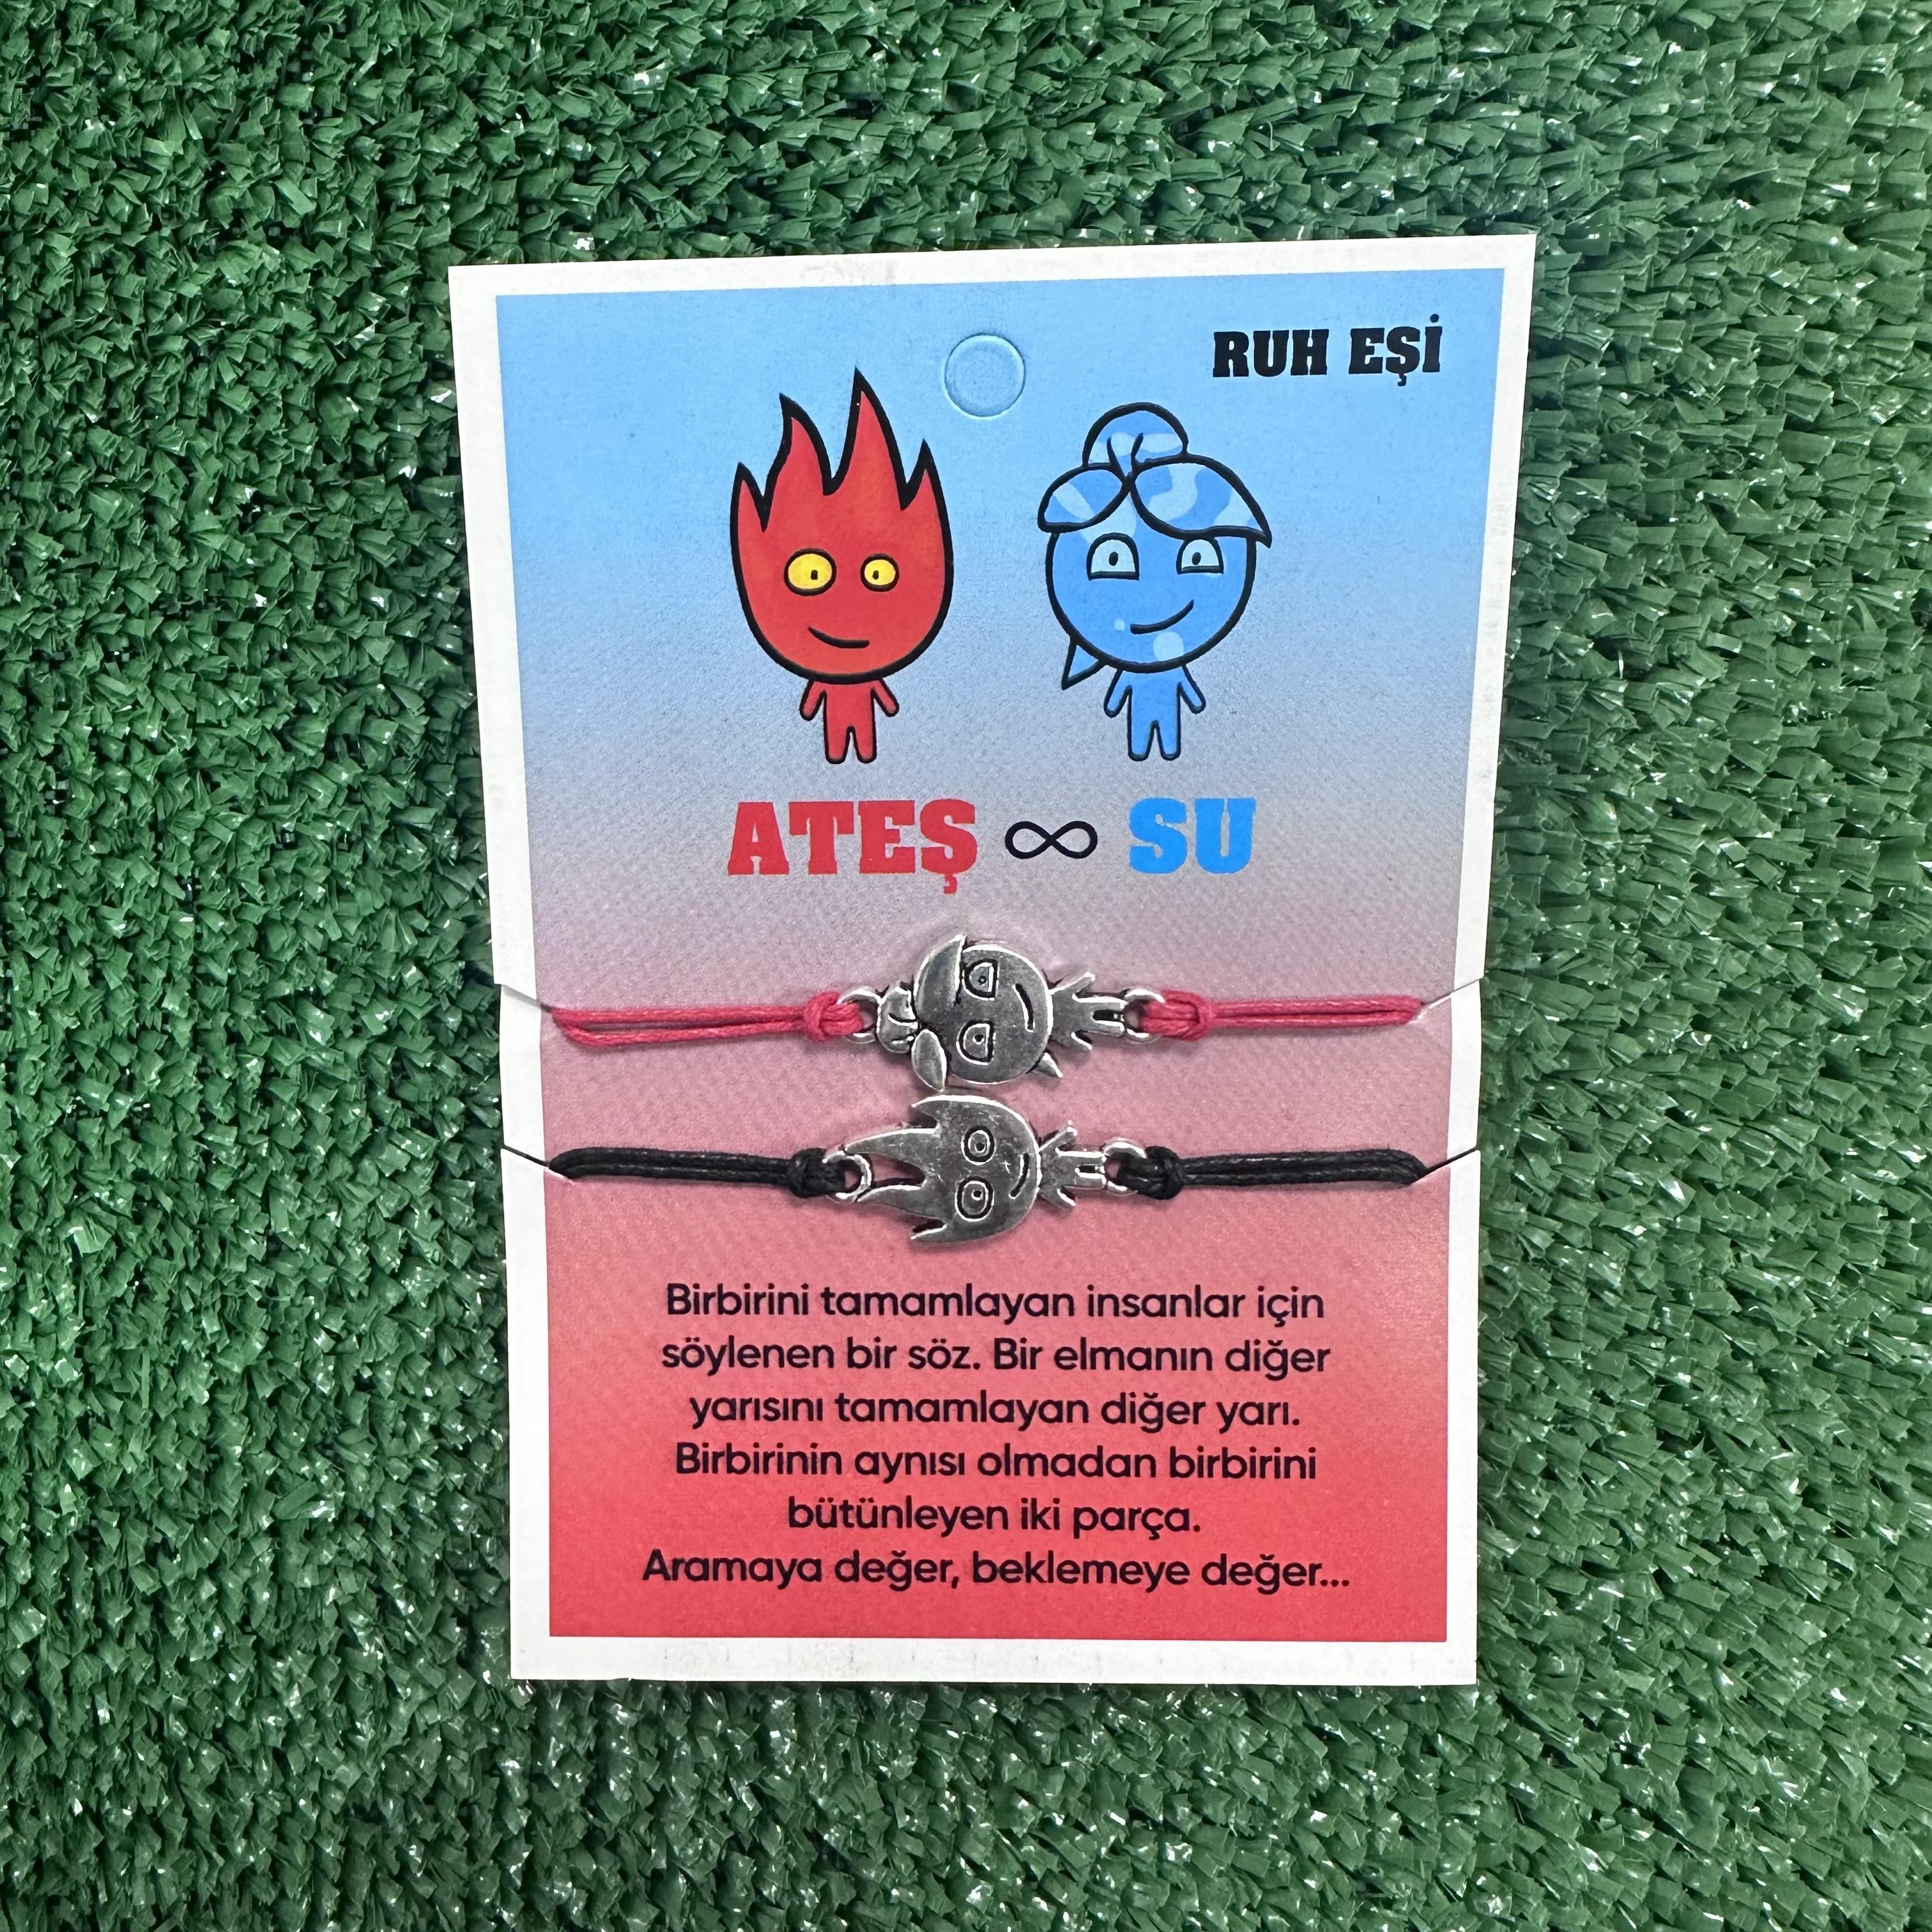 RUH EŞİ
ATEŞ ∞ SU
Birbirini tamamlayan insanlar için
söylenen bir söz. Bir elmanın diğer
yarısını tamamlayan diğer yarı.
Birbirinin aynısı olmadan birbirini
bütünleyen iki parça.
Aramaya değer, beklemeye değer...